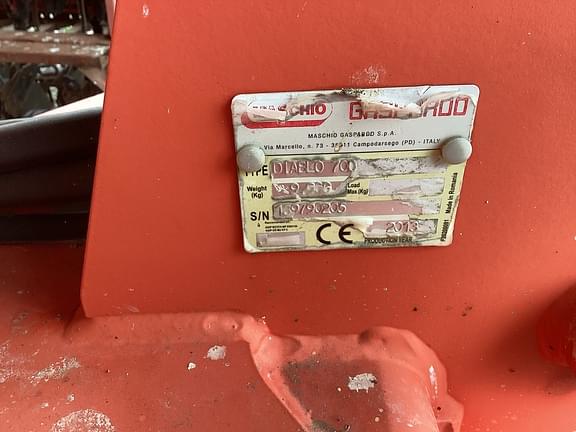 MASCHIO GASPARDO
MASCHIO GASPARDO S.p.A.
Via Marcello, n. 73 - 35011 Campodarsego (PD) - ITALY
TYPE DIABLO 700
Weight (Kg) Load Max (Kg)
S/N
CE 2013
PRODUCTION YEAR
Made in Romania